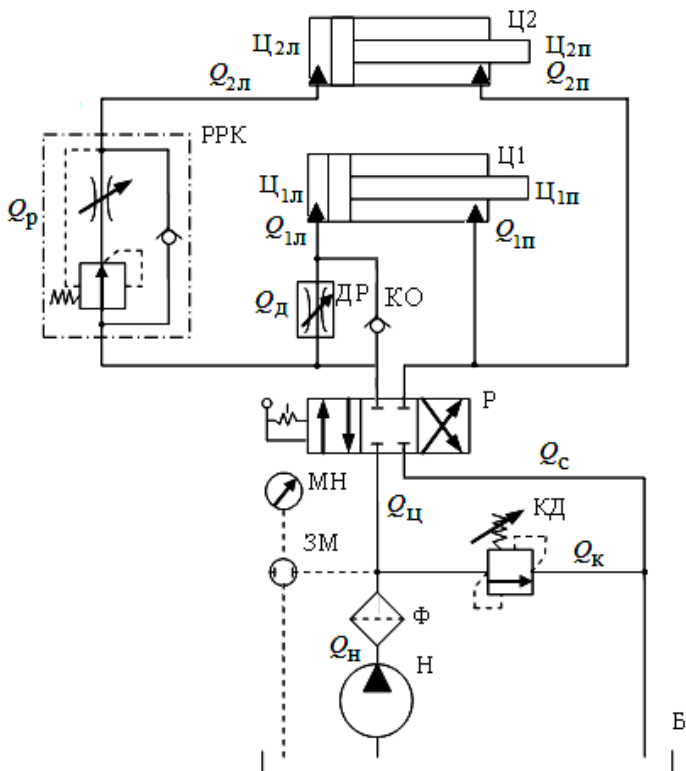 Ц2
Ц2л
Ц2п
Q2л
Q2п
РРК
Ц1
Ц1л
Ц1п
Qр
Q1л
Q1п
Qд
ДР
КО
Р
Qс
МН
Qц
КД
ЗМ
Qк
Ф
Qн
Н
Б